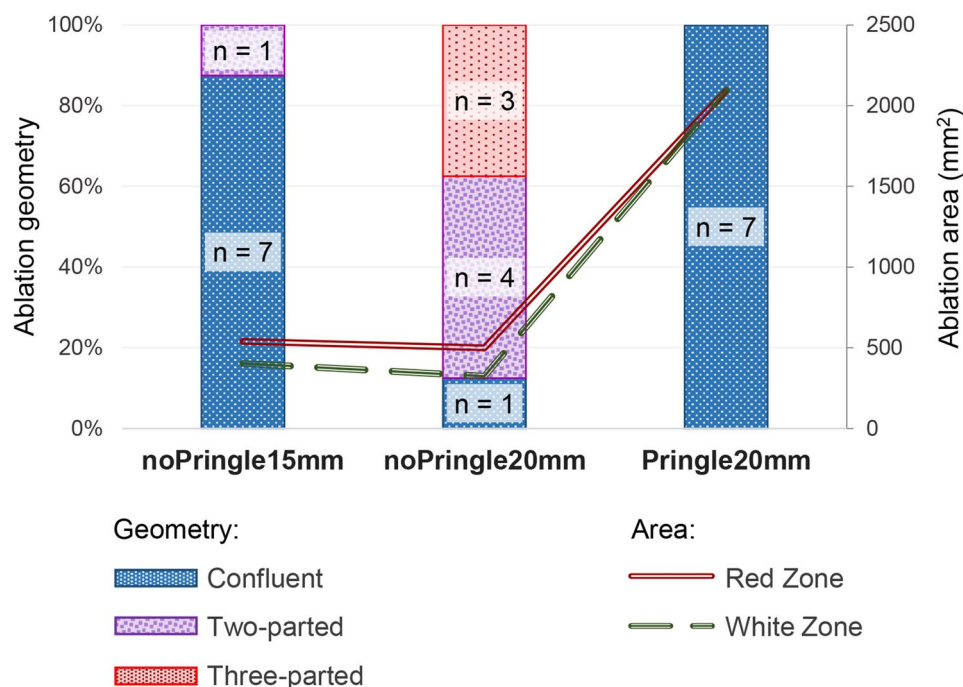 100%
80%
60%
40%
20%
0%
Ablation geometry
n = 1
n = 7
n = 3
n = 4
n = 1
n = 7
2500
2000
1500
1000
500
0
Ablation area (mm²)
noPringle15mm noPringle20mm Pringle20mm
Geometry:
Confluent
Two-parted
Three-parted
Area:
Red Zone
White Zone